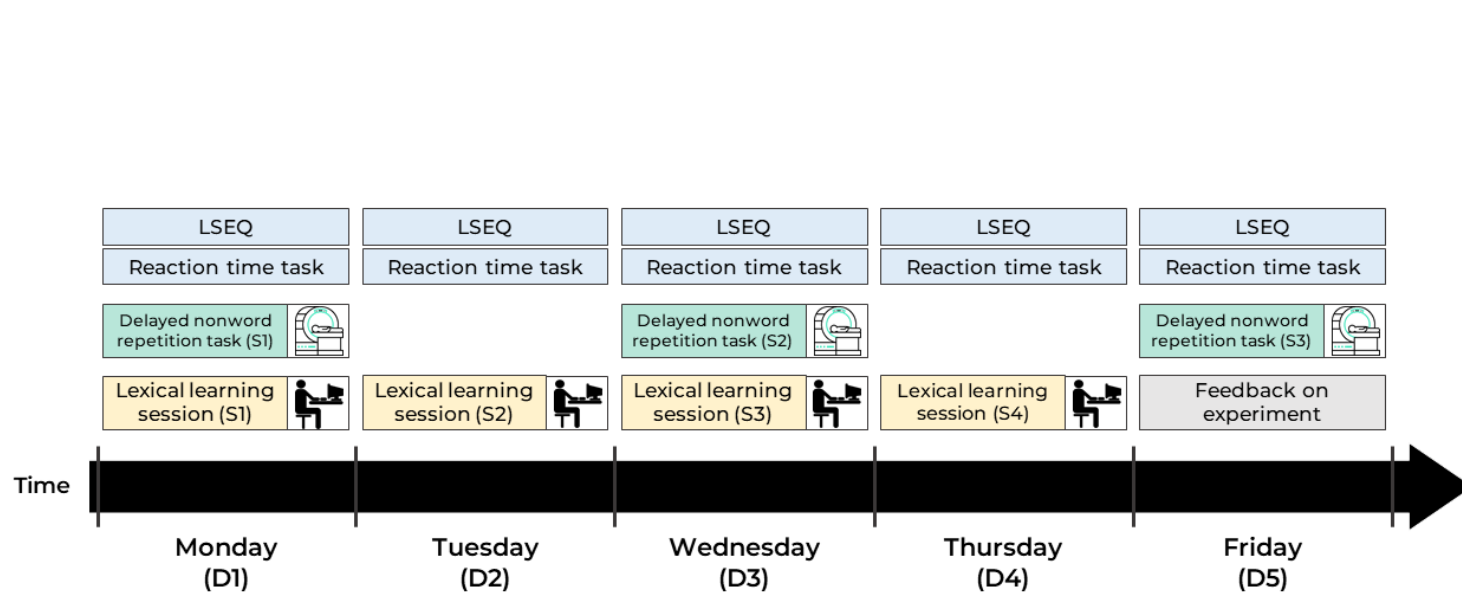 LSEQ
LSEQ
LSEQ
LSEQ
LSEQ
Reaction time task
Reaction time task
Reaction time task
Reaction time task
Reaction time task
Delayed nonword
repetition task (S1)
Delayed nonword
repetition task (S2)
Delayed nonword
repetition task (S3)
Lexical learning
session (S1)
Lexical learning
session (S2)
Lexical learning
session (S3)
Lexical learning
session (S4)
Feedback on
experiment
Time
Monday
(D1)
Tuesday
(D2)
Wednesday
(D3)
Thursday
(D4)
Friday
(D5)